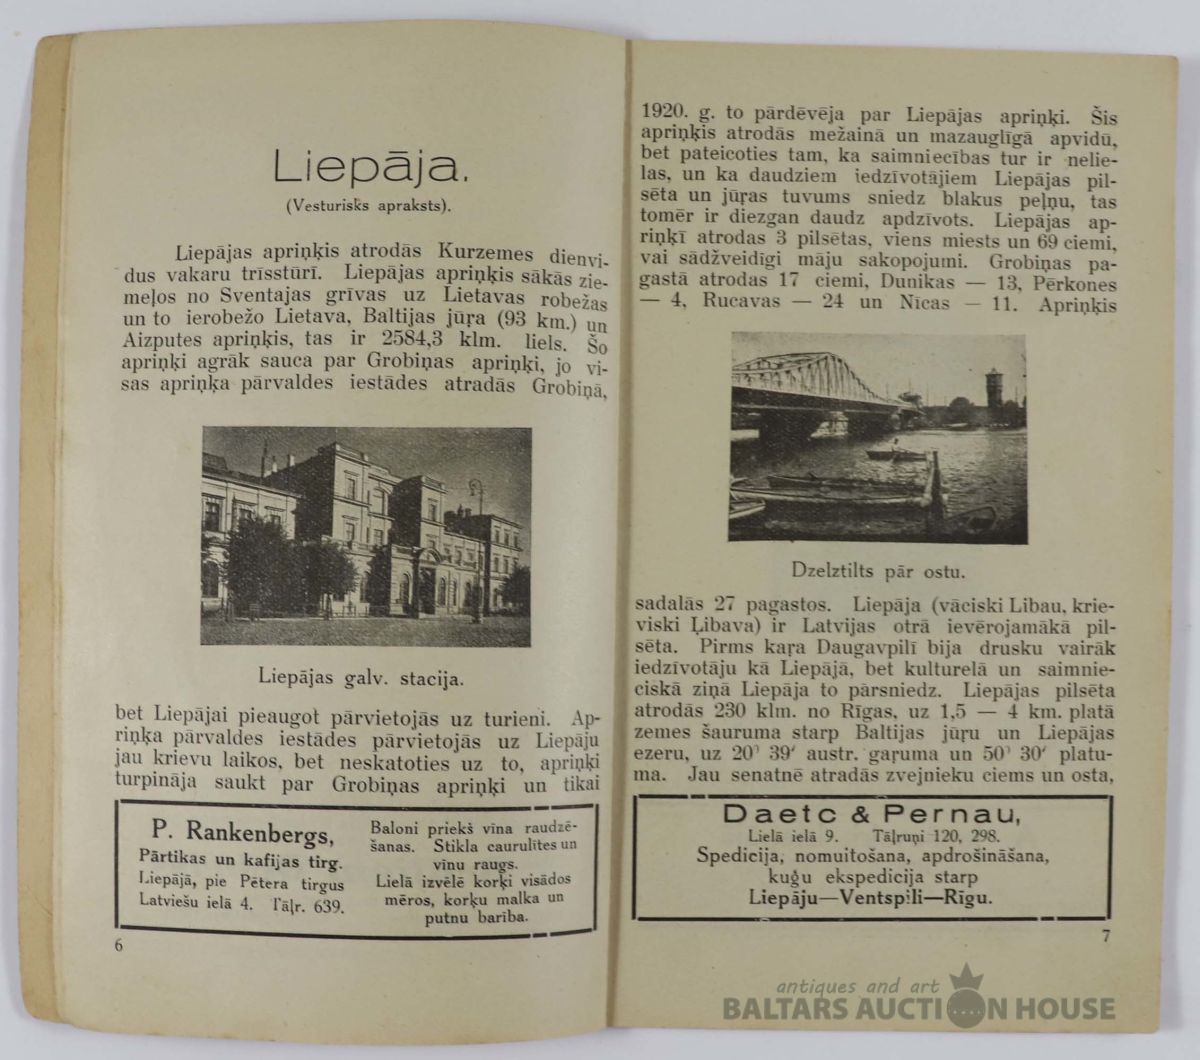 Liepāja.
(Vesturisks apraksts).
Liepājas apriņķis atrodās Kurzemes dienvi-
dus vakaru trīsstūrī. Liepājas apriņķis sākās zie-
meļos no Sventajas grīvas uz Lietavas robežas
un to ierobežo Lietava, Baltijas jūŗa (93 km.) un
Aizputes apriņķis, tas ir 2584,3 klm. liels. Šo
apriņķi agrāk sauca par Grobiņas apriņķi, jo vi-
sas apriņķa pārvaldes iestādes atradās Grobiņā,
Liepājas galv. stacija.
bet Liepājai pieaugot pārvietojās uz turieni. Ap-
riņķa pārvaldes iestādes pārvietojās uz Liepāju
jau krievu laikos, bet neskatoties uz to, apriņķi
turpināja saukt par Grobiņas apriņķi un tikai
P. Rankenbergs,
Pārtikas un kafijas tirg.
Liepājā, pie Pētera tirgus
Latviešu ielā 4. Tāļr. 639.
Baloni priekš vīna raudzē-
šanas. Stikla caurulītes un
vīnu raugs.
Lielā izvēlē korķi visādos
mēros, korķu malka un
putnu barība.
6
1920. g. to pārdēvēja par Liepājas apriņķi. Šis
apriņķis atrodās mežainā un mazauglīgā apvidū,
bet pateicoties tam, ka saimniecības tur ir nelie-
las, un ka daudziem iedzīvotājiem Liepājas pil-
sēta un jūŗas tuvums sniedz blakus peļņu, tas
tomēr ir diezgan daudz apdzīvots. Liepājas ap-
riņķī atrodas 3 pilsētas, viens miests un 69 ciemi,
vai sādžveidīgi māju sakopojumi. Grobiņas pa-
gastā atrodas 17 ciemi, Dunikas — 13, Pērkones
— 4, Rucavas — 24 un Nīcas — 11. Apriņķis
Dzelztilts pār ostu.
sadalās 27 pagastos. Liepāja (vāciski Libau, krie-
viski Ļibava) ir Latvijas otrā ievērojamākā pil-
sēta. Pirms kaŗa Daugavpilī bija drusku vairāk
iedzīvotāju kā Liepājā, bet kulturelā un saimnie-
ciskā ziņā Liepāja to pārsniedz. Liepājas pilsēta
atrodās 230 klm. no Rīgas, uz 1,5 — 4 km. platā
zemes šauruma starp Baltijas jūŗu un Liepājas
ezeru, uz 20° 39′ austr. gaŗuma un 50° 30′ platu-
ma. Jau senatnē atradās zvejnieku ciems un osta,
Daetc & Pernau,
Lielā ielā 9. Tāļruņi 120, 298.
Spedicija, nomuitošana, apdrošināšana,
kuģu ekspedicija starp
Liepāju—Ventspili—Rīgu.
7
antiques and art
BALTARS AUCTION HOUSE